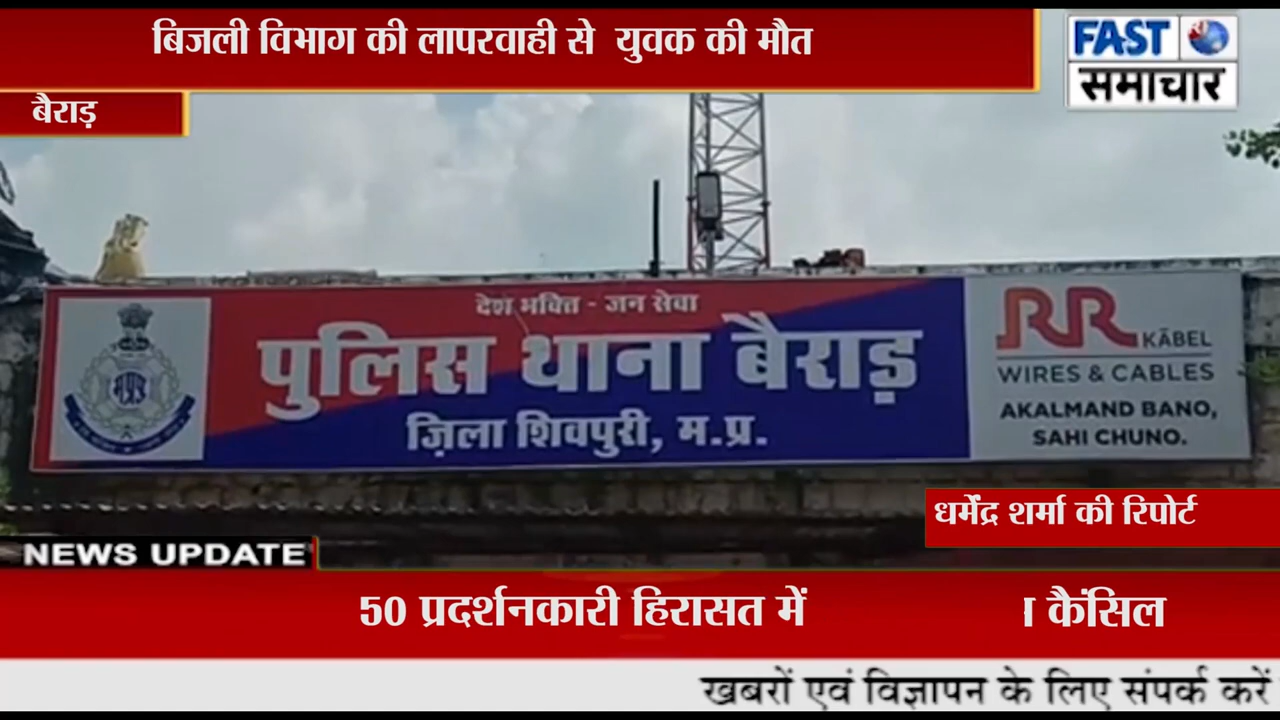 बिजली विभाग की लापरवाही से युवक की मौत
FAST
समाचार
बैराड़
देश भक्ति - जन सेवा
पुलिस थाना बैराड़
ज़िला शिवपुरी, म.प्र.
RR
KĀBEL
WIRES & CABLES
AKALMAND BANO,
SAHI CHUNO.
धर्मेंद्र शर्मा की रिपोर्ट
NEWS UPDATE
50 प्रदर्शनकारी हिरासत में कैंसिल
खबरों एवं विज्ञापन के लिए संपर्क करें